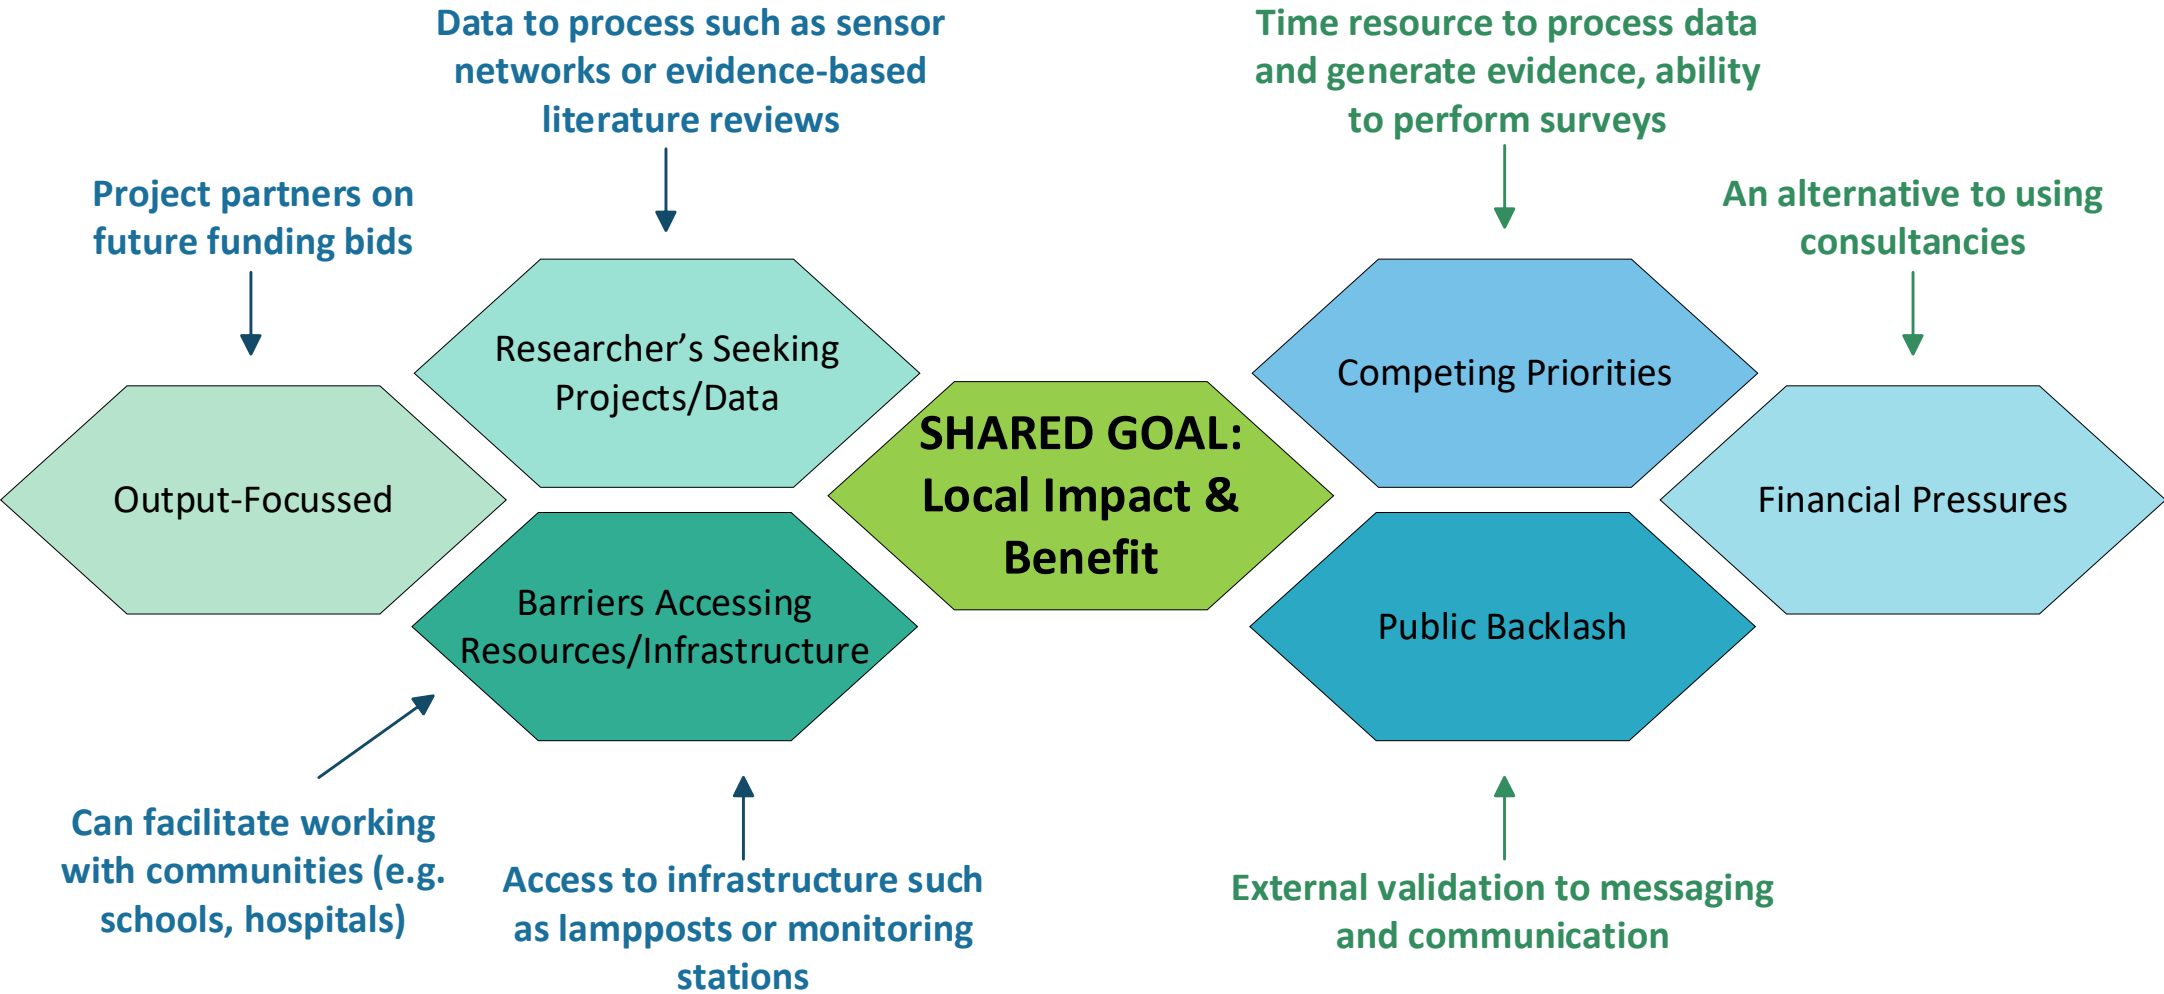 Data to process such as sensor
networks or evidence-based
literature reviews
Time resource to process data
and generate evidence, ability
to perform surveys
Project partners on
future funding bids
An alternative to using
consultancies
Researcher’s Seeking
Projects/Data
Competing Priorities
Output-Focussed
SHARED GOAL:
Local Impact &
Benefit
Financial Pressures
Barriers Accessing
Resources/Infrastructure
Public Backlash
Can facilitate working
with communities (e.g.
schools, hospitals)
Access to infrastructure such
as lampposts or monitoring
stations
External validation to messaging
and communication